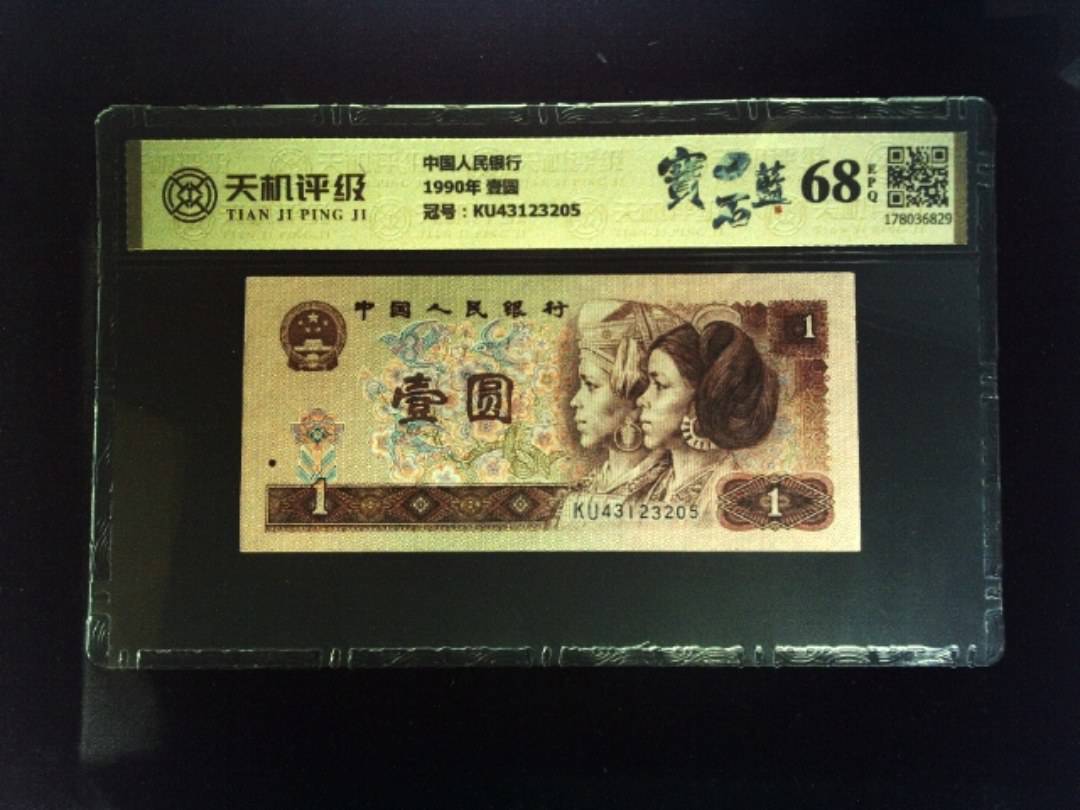 天机评级
TIAN JI PING JI
中国人民银行
1990年 壹圆
冠号：KU43123205
寶石藍
68
EPQ
178036829
中国人民银行
壹圆
1
1
KU43123205
1